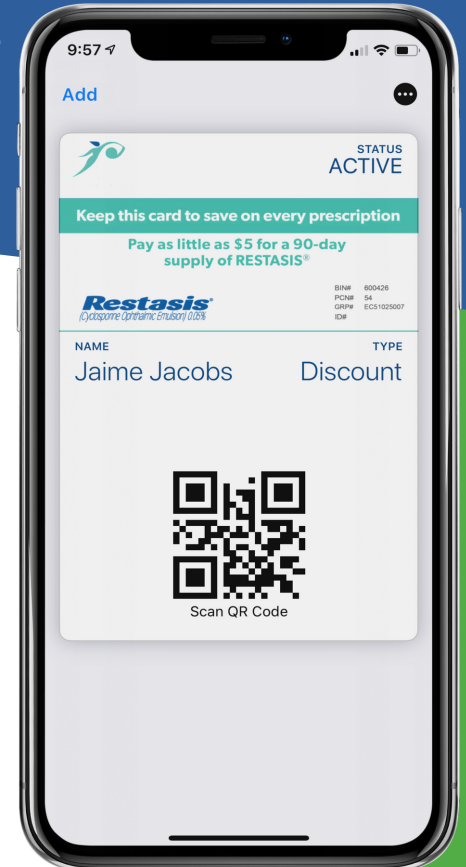 9:57
Add
STATUS
ACTIVE
Keep this card to save on every prescription
Pay as little as $5 for a 90-day
supply of RESTASIS®
Restasis®
(Cyclosporine Ophthalmic Emulsion) 0.05%
BIN# 600426
PCN# 54
GRP# EC51025007
ID#
NAME
TYPE
Jaime Jacobs
Discount
Scan QR Code